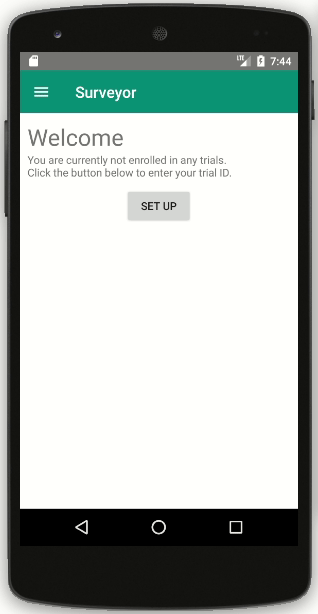 LTE 7:44
Surveyor
Welcome
You are currently not enrolled in any trials.
Click the button below to enter your trial ID.
SET UP